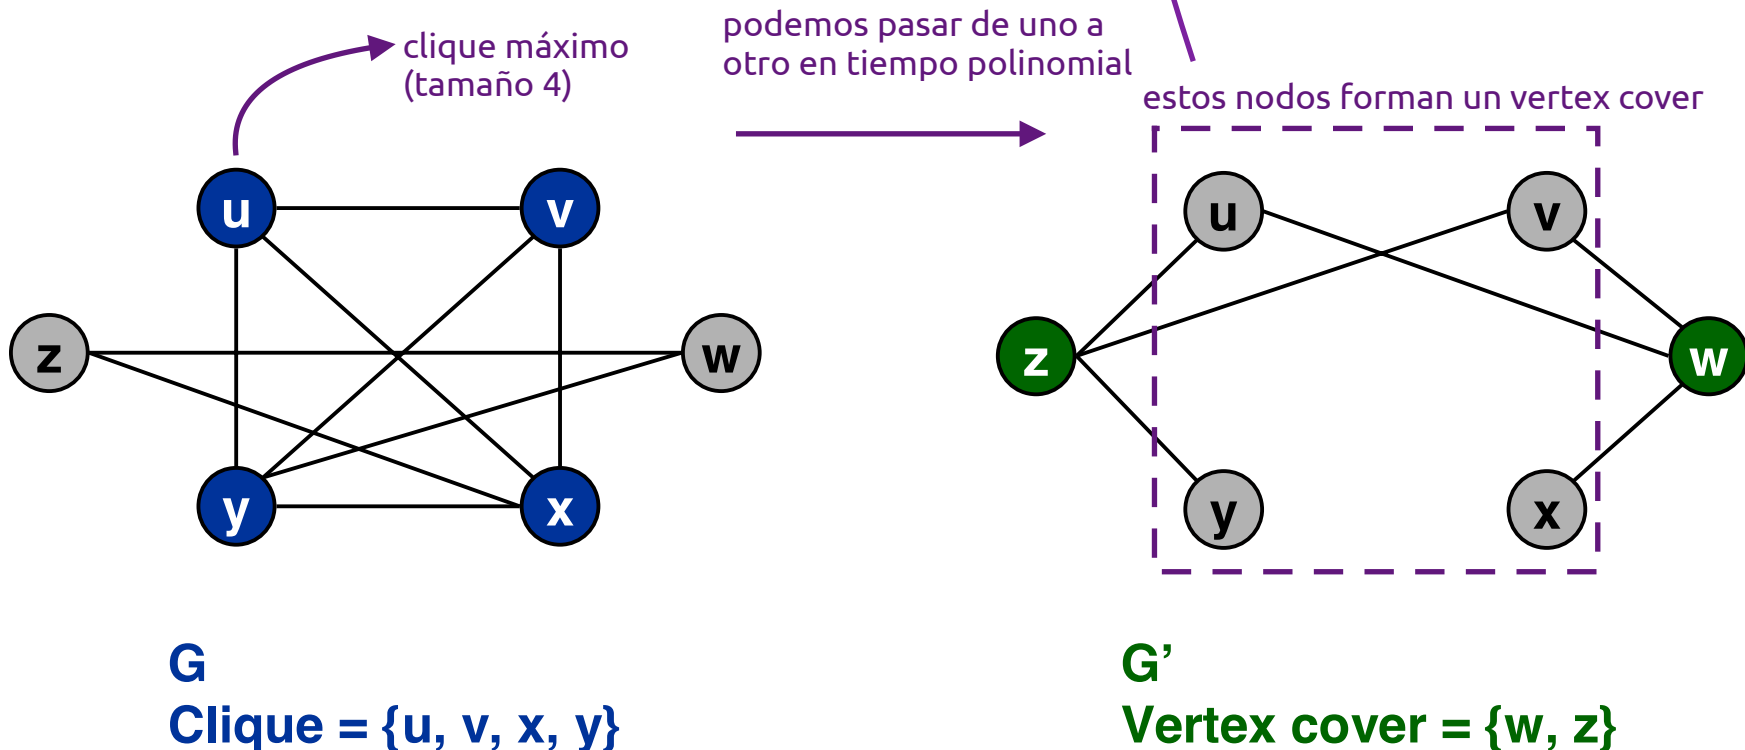 clique máximo
(tamaño 4)
podemos pasar de uno a
otro en tiempo polinomial
estos nodos forman un vertex cover
u
v
z
w
y
x
u
v
z
w
y
x
G
Clique = {u, v, x, y}
G’
Vertex cover = {w, z}